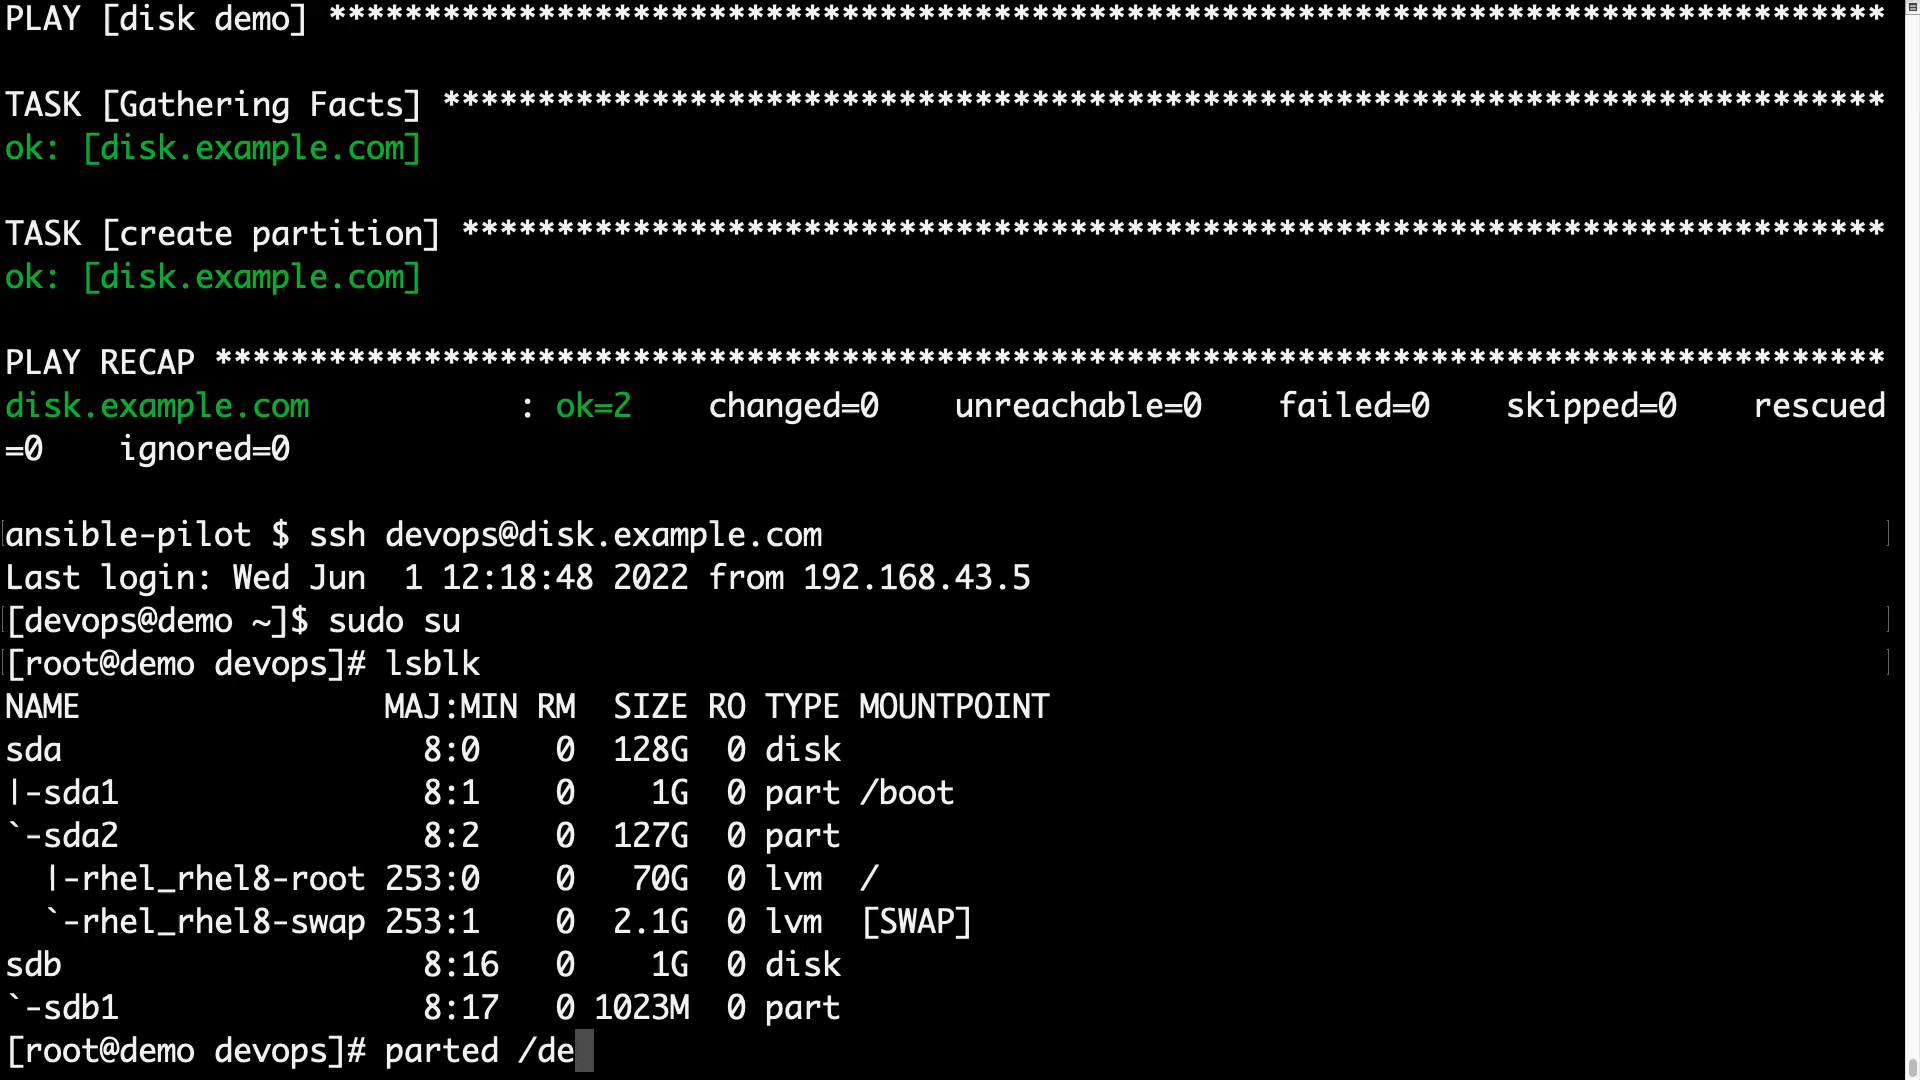 PLAY [disk demo] **********************************************************************************
TASK [Gathering Facts] ****************************************************************************
ok: [disk.example.com]
TASK [create partition] ***************************************************************************
ok: [disk.example.com]
PLAY RECAP ****************************************************************************************
disk.example.com           : ok=2    changed=0    unreachable=0    failed=0    skipped=0    rescued
=0    ignored=0
ansible-pilot $ ssh devops@disk.example.com
Last login: Wed Jun  1 12:18:48 2022 from 192.168.43.5
[devops@demo ~]$ sudo su
[root@demo devops]# lsblk
NAME                MAJ:MIN RM  SIZE RO TYPE MOUNTPOINT
sda                   8:0    0  128G  0 disk
|-sda1                8:1    0    1G  0 part /boot
`-sda2                8:2    0  127G  0 part
  |-rhel_rhel8-root 253:0    0   70G  0 lvm  /
  `-rhel_rhel8-swap 253:1    0  2.1G  0 lvm  [SWAP]
sdb                   8:16   0    1G  0 disk
`-sdb1                8:17   0 1023M  0 part
[root@demo devops]# parted /de